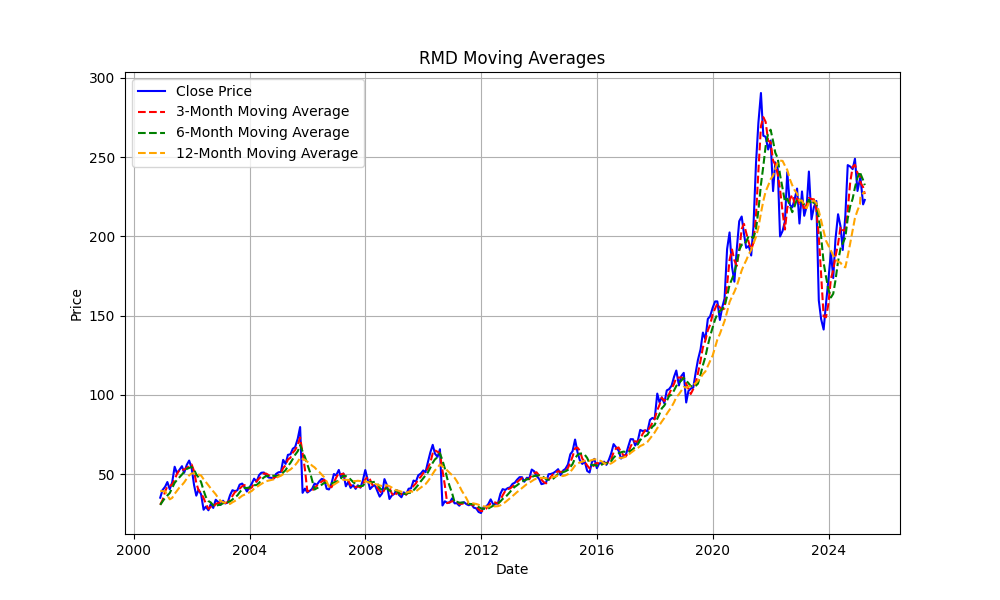 RMD Moving Averages
Close Price
3-Month Moving Average
6-Month Moving Average
12-Month Moving Average
Price
300
250
200
150
100
50
2000 2004 2008 2012 2016 2020 2024
Date